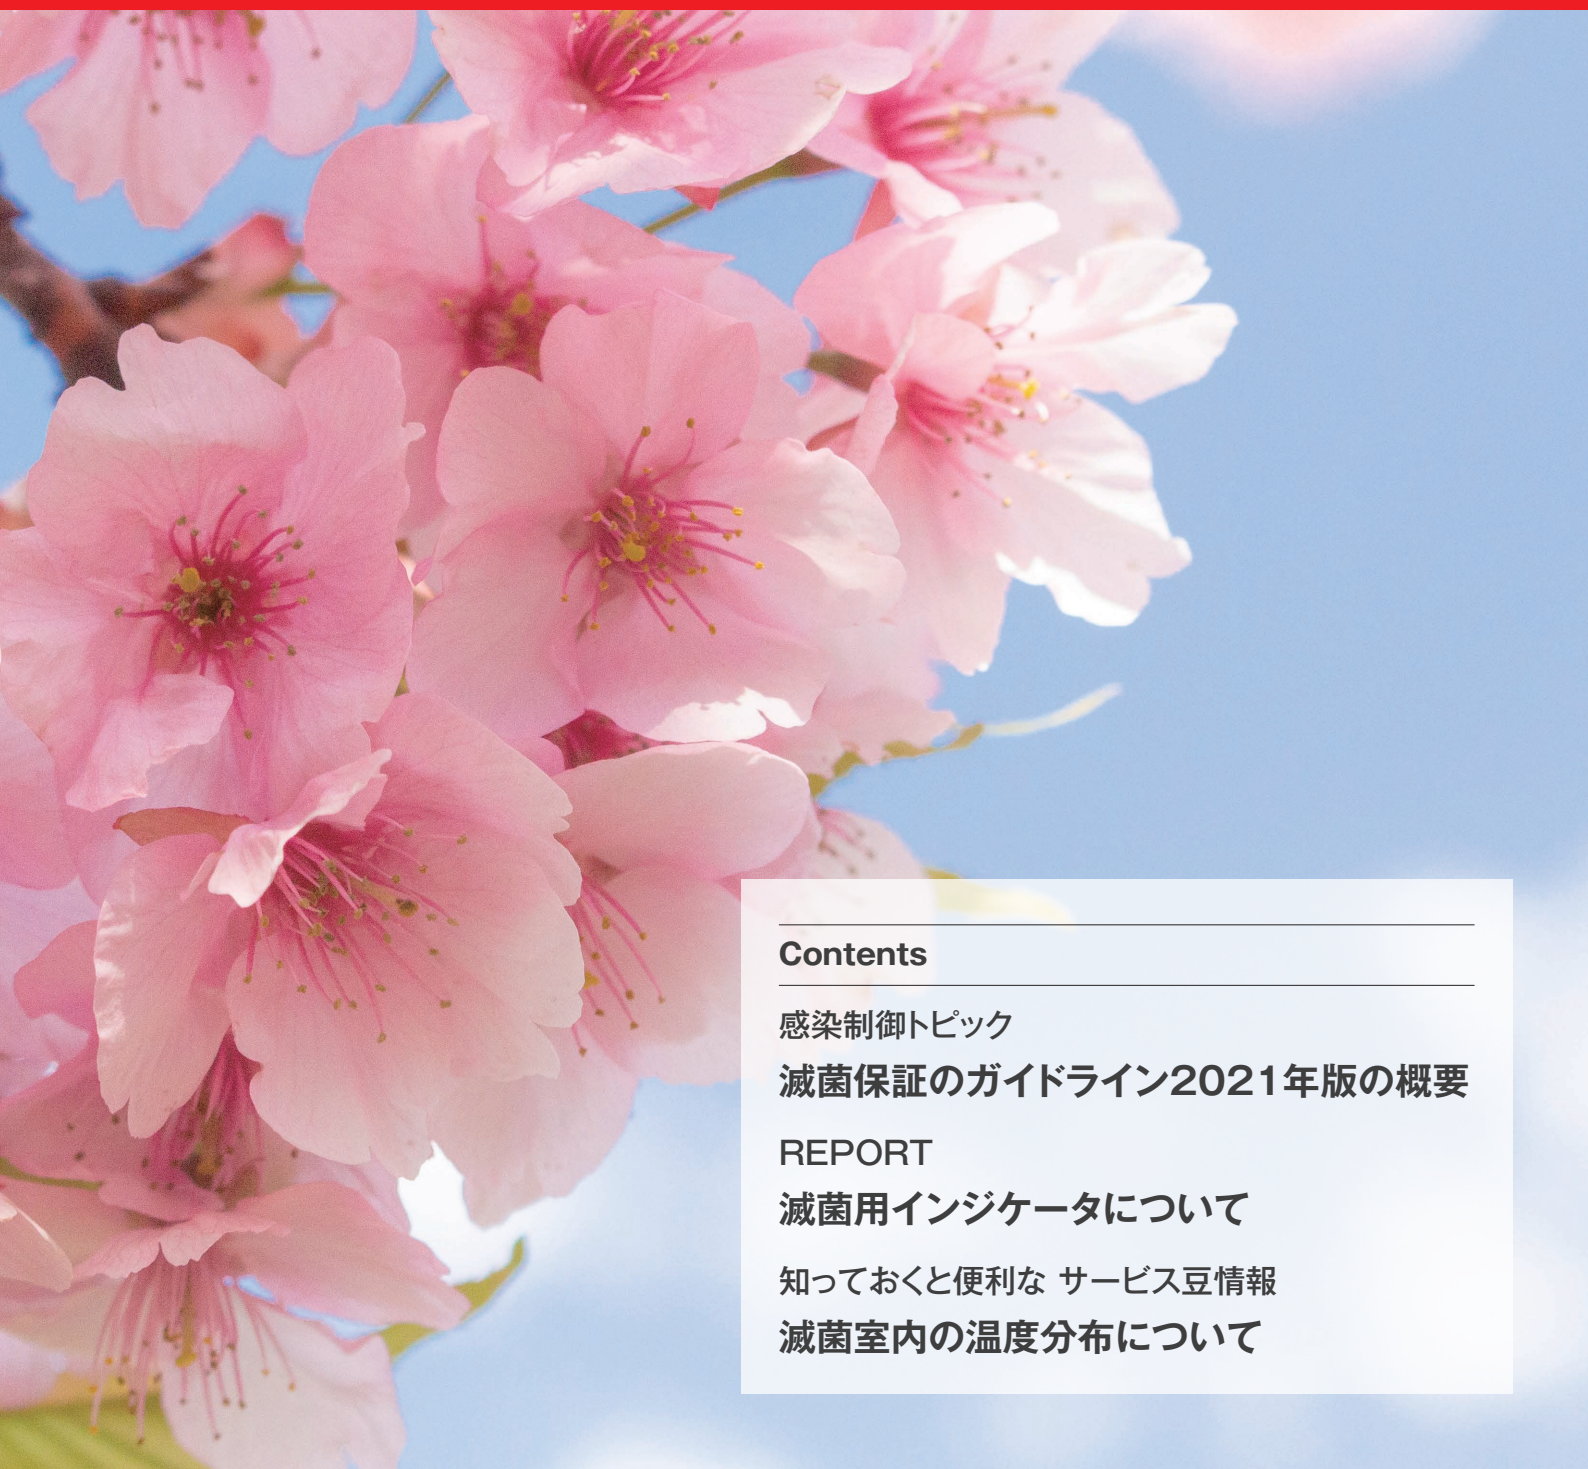 Contents
感染制御トピック
滅菌保証のガイドライン2021年版の概要
REPORT
滅菌用インジケータについて
知っておくと便利な サービス豆情報
滅菌室内の温度分布について